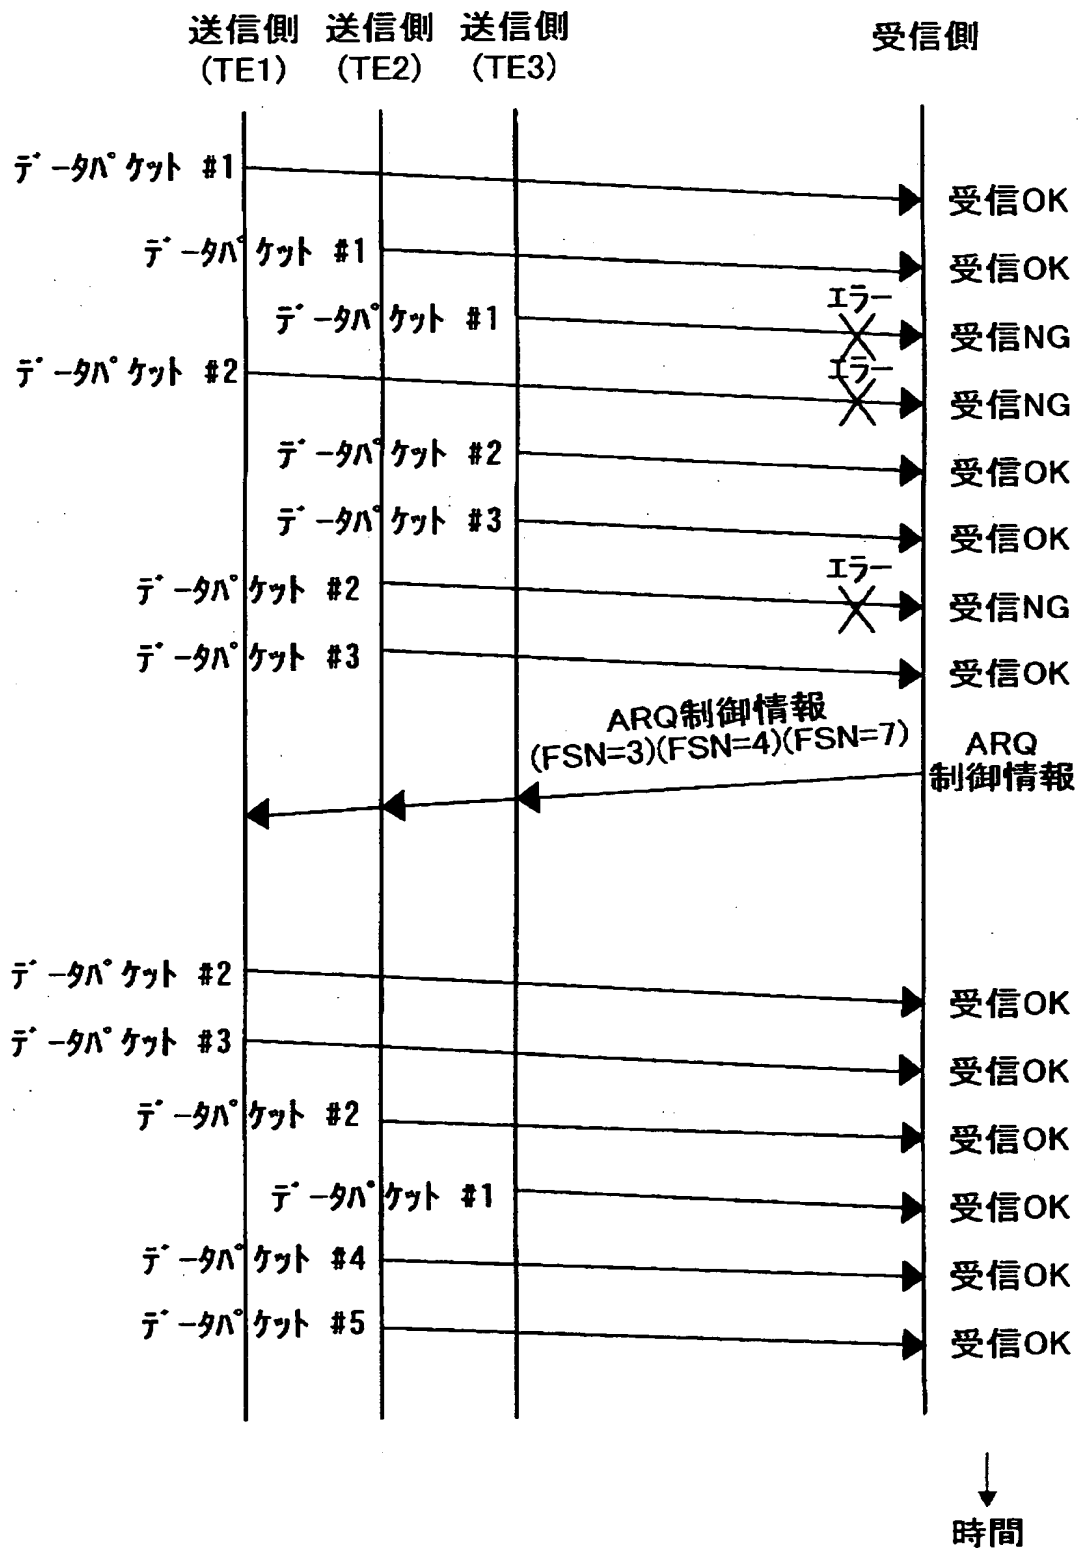 送信側 送信側 送信側 受信側
(TE1) (TE2) (TE3)
ﾃﾞｰﾀﾊﾟｹｯﾄ #1 受信OK
ﾃﾞｰﾀﾊﾟｹｯﾄ #1 受信OK
エラー
ﾃﾞｰﾀﾊﾟｹｯﾄ #1 受信NG
エラー
ﾃﾞｰﾀﾊﾟｹｯﾄ #2 受信NG
ﾃﾞｰﾀﾊﾟｹｯﾄ #2 受信OK
ﾃﾞｰﾀﾊﾟｹｯﾄ #3 受信OK
エラー
ﾃﾞｰﾀﾊﾟｹｯﾄ #2 受信NG
ﾃﾞｰﾀﾊﾟｹｯﾄ #3 受信OK
ARQ制御情報
(FSN=3)(FSN=4)(FSN=7)
ARQ
制御情報
ﾃﾞｰﾀﾊﾟｹｯﾄ #2 受信OK
ﾃﾞｰﾀﾊﾟｹｯﾄ #3 受信OK
ﾃﾞｰﾀﾊﾟｹｯﾄ #2 受信OK
ﾃﾞｰﾀﾊﾟｹｯﾄ #1 受信OK
ﾃﾞｰﾀﾊﾟｹｯﾄ #4 受信OK
ﾃﾞｰﾀﾊﾟｹｯﾄ #5 受信OK
時間